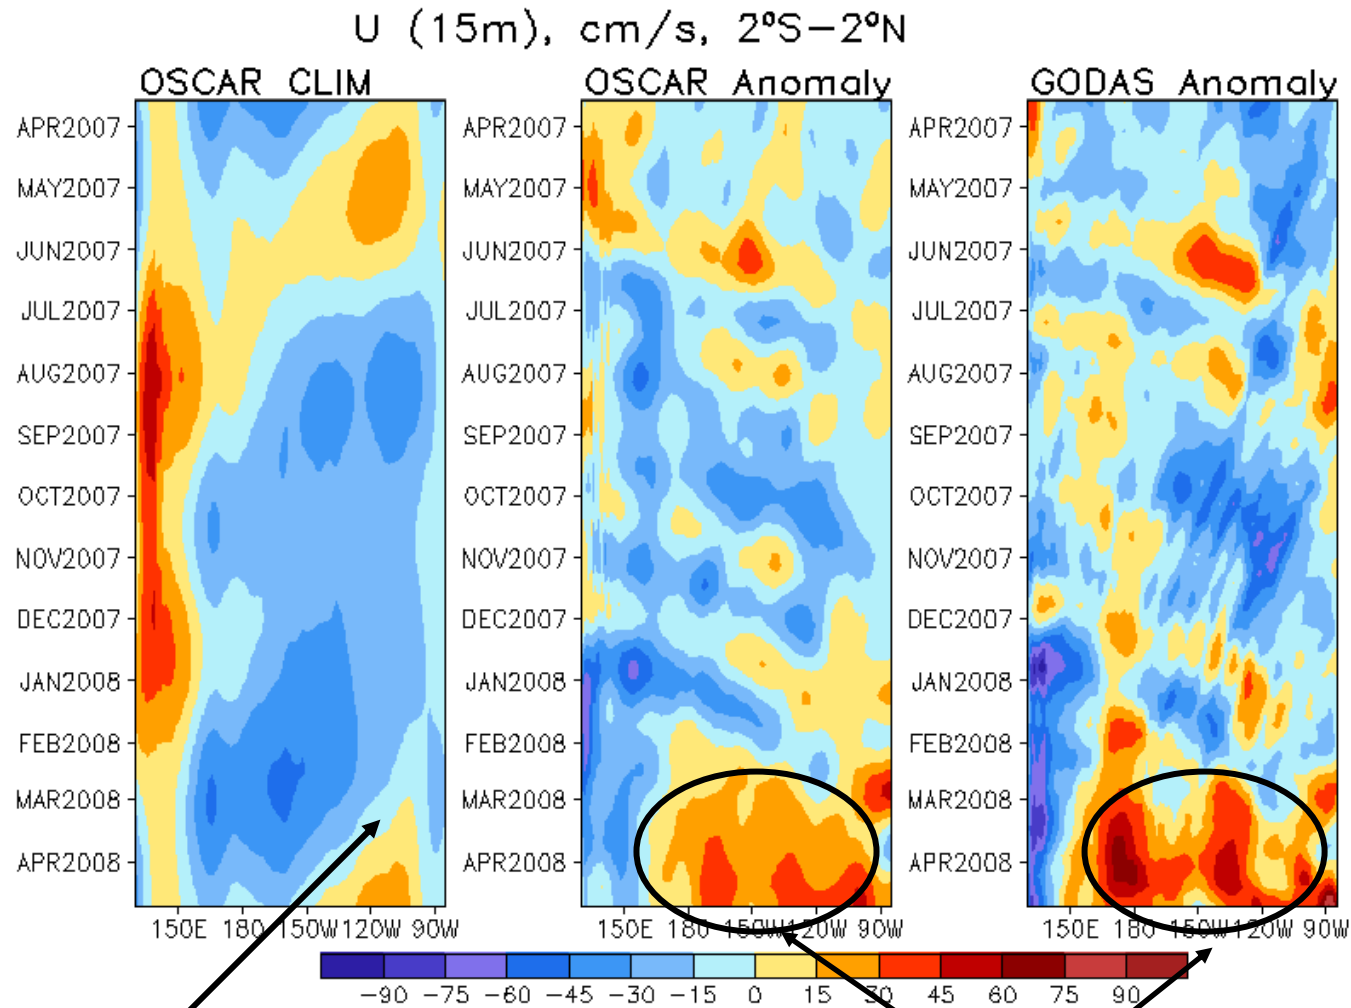 U (15m), cm/s, 2ºS−2ºN
OSCAR CLIM
OSCAR Anomaly
GODAS Anomaly
APR2007 APR2007 APR2007
MAY2007 MAY2007 MAY2007
JUN2007 JUN2007 JUN2007
JUL2007 JUL2007 JUL2007
AUG2007 AUG2007 AUG2007
SEP2007 SEP2007 SEP2007
OCT2007 OCT2007 OCT2007
NOV2007 NOV2007 NOV2007
DEC2007 DEC2007 DEC2007
JAN2008 JAN2008 JAN2008
FEB2008 FEB2008 FEB2008
MAR2008 MAR2008 MAR2008
APR2008 APR2008 APR2008
150E 180 150W 120W 90W 150E 180 150W 120W 90W 150E 180 150W 120W 90W
−90 −75 −60 −45 −30 −15 0 15 30 45 60 75 90